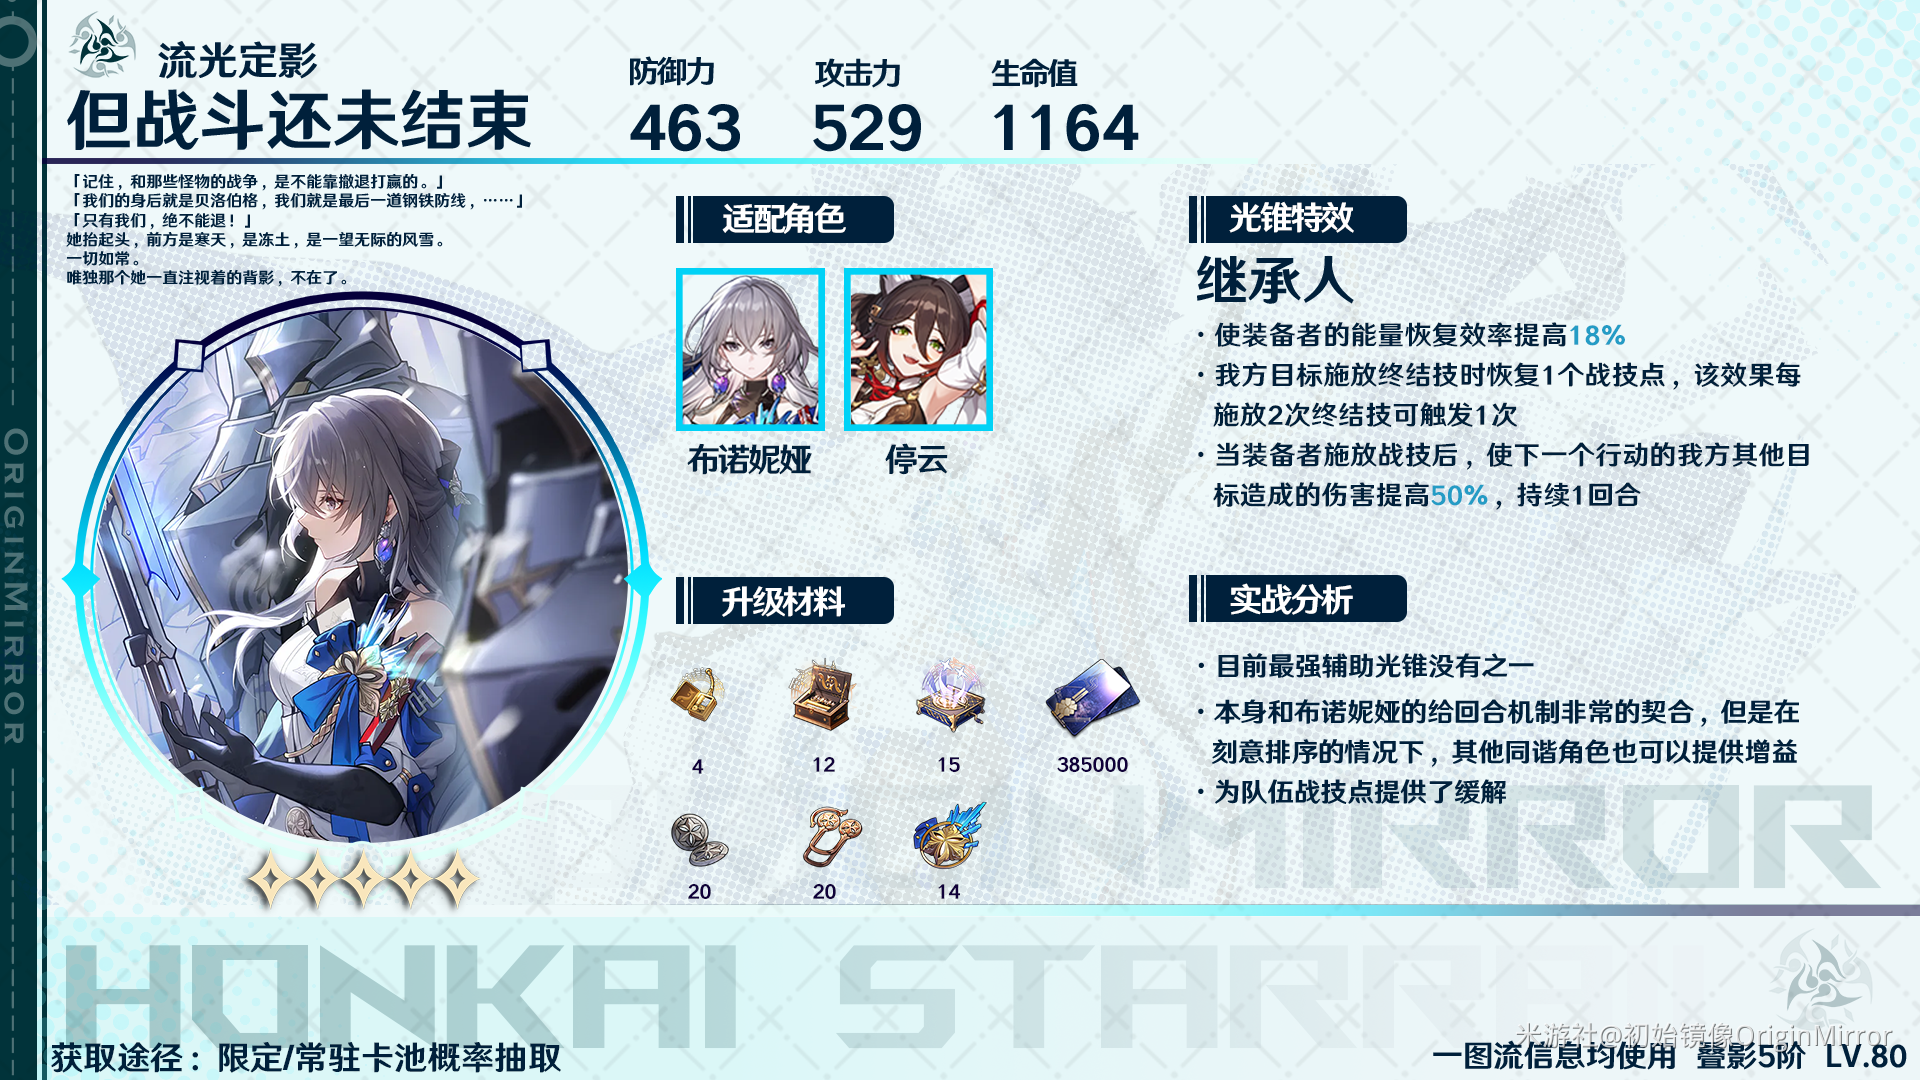 流光定影
但战斗还未结束
防御力
463
攻击力
529
生命值
1164
「记住，和那些怪物的战争，是不能靠撤退打赢的。」
「我们的身后就是贝洛伯格，我们就是最后一道钢铁防线，……」
「只有我们，绝不能退！」
她抬起头，前方是寒天，是冻土，是一望无际的风雪。
一切如常。
唯独那个她一直注视着的背影，不在了。
适配角色
布诺妮娅
停云
升级材料
4
12
15
385000
20
20
14
光锥特效
继承人
·使装备者的能量恢复效率提高18%
·我方目标施放终结技时恢复1个战技点，该效果每
施放2次终结技可触发1次
·当装备者施放战技后，使下一个行动的我方其他目
标造成的伤害提高50%，持续1回合
实战分析
·目前最强辅助光锥没有之一
·本身和布诺妮娅的给回合机制非常的契合，但是在
刻意排序的情况下，其他同谐角色也可以提供增益
·为队伍战技点提供了缓解
ORIGINMIRROR
MIRROR
HONKAI STARRAIL
获取途径：限定/常驻卡池概率抽取
米游社@初始镜像OriginMirror
一图流信息均使用 叠影5阶 LV.80